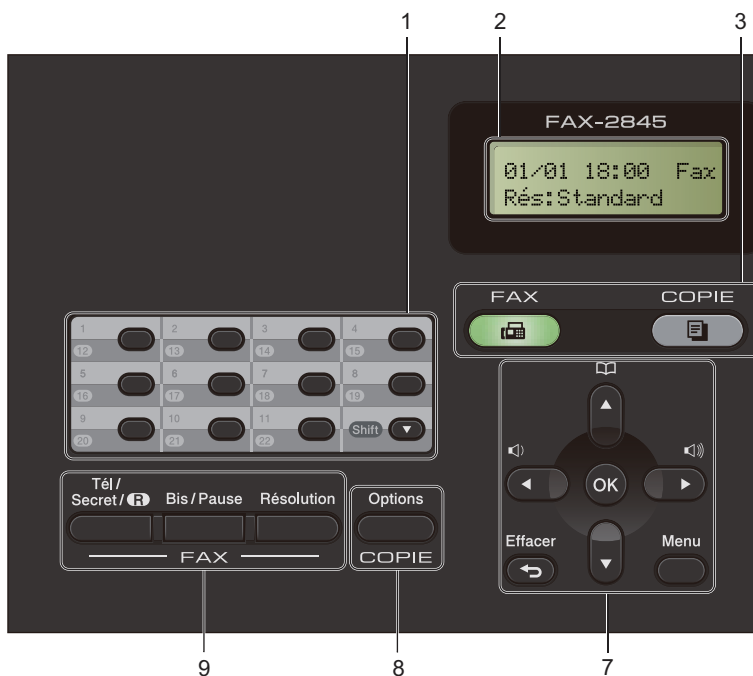 1 2 3
FAX-2845
01/01 18:00 Fax
Rés:Standard
FAX COPIE
1 2 3 4
12 13 14 15
5 6 7 8
16 17 18 19
9 10 11 Shift
20 21 22
Tél/
Secret/R Bis/Pause Résolution
FAX
Options
COPIE
OK
Effacer Menu
9 8 7